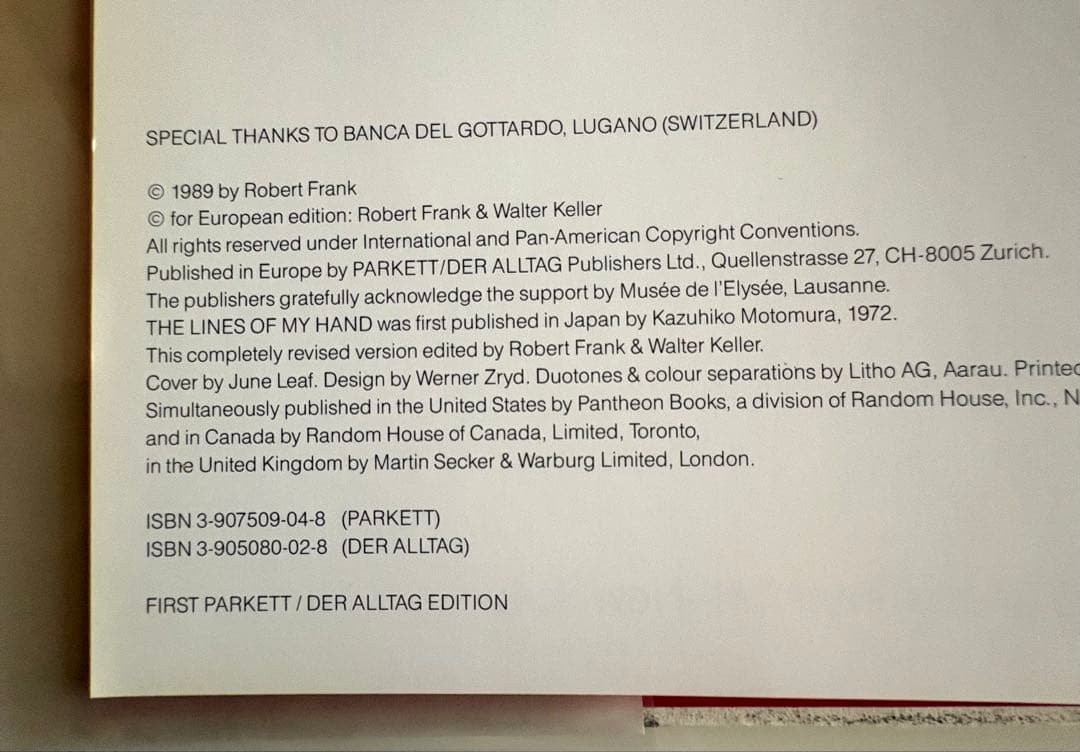 SPECIAL THANKS TO BANCA DEL GOTTARDO, LUGANO (SWITZERLAND)
© 1989 by Robert Frank
© for European edition: Robert Frank & Walter Keller
All rights reserved under International and Pan-American Copyright Conventions.
Published in Europe by PARKETT/DER ALLTAG Publishers Ltd., Quellenstrasse 27, CH-8005 Zurich.
The publishers gratefully acknowledge the support by Musée de l'Elysée, Lausanne.
THE LINES OF MY HAND was first published in Japan by Kazuhiko Motomura, 1972.
This completely revised version edited by Robert Frank & Walter Keller.
Cover by June Leaf. Design by Werner Zryd. Duotones & colour separations by Litho AG, Aarau. Printed
Simultaneously published in the United States by Pantheon Books, a division of Random House, Inc., N
and in Canada by Random House of Canada, Limited, Toronto,
in the United Kingdom by Martin Secker & Warburg Limited, London.
ISBN 3-907509-04-8 (PARKETT)
ISBN 3-905080-02-8 (DER ALLTAG)
FIRST PARKETT / DER ALLTAG EDITION